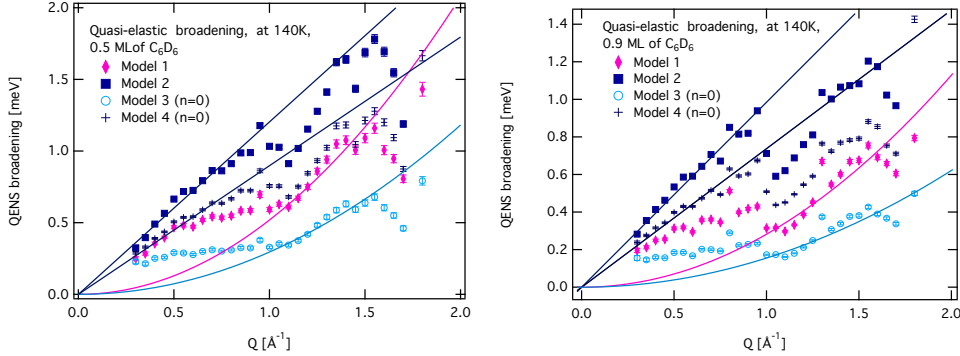 Quasi-elastic broadening, at 140K,
0.5 MLof C6D6
Model 1
Model 2
Model 3 (n=0)
Model 4 (n=0)
QENS broadening [meV]
2.0
1.5
1.0
0.5
0.0
0.0 0.5 1.0 1.5 2.0
Q [Å-1]
Quasi-elastic broadening, at 140K,
0.9 ML of C6D6
Model 1
Model 2
Model 3 (n=0)
Model 4 (n=0)
QENS broadening [meV]
1.4
1.2
1.0
0.8
0.6
0.4
0.2
0.0
0.0 0.5 1.0 1.5 2.0
Q [Å-1]